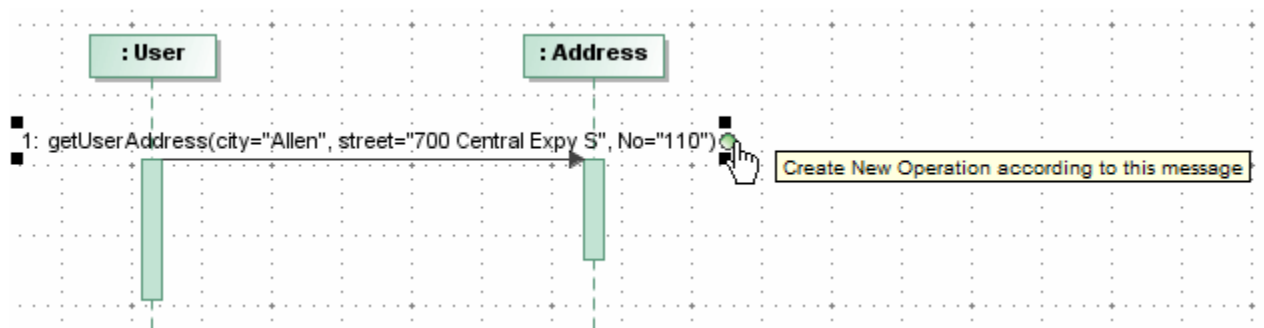 : User
: Address
1: getUserAddress(city="Allen", street="700 Central Expy S", No="110")
Create New Operation according to this message